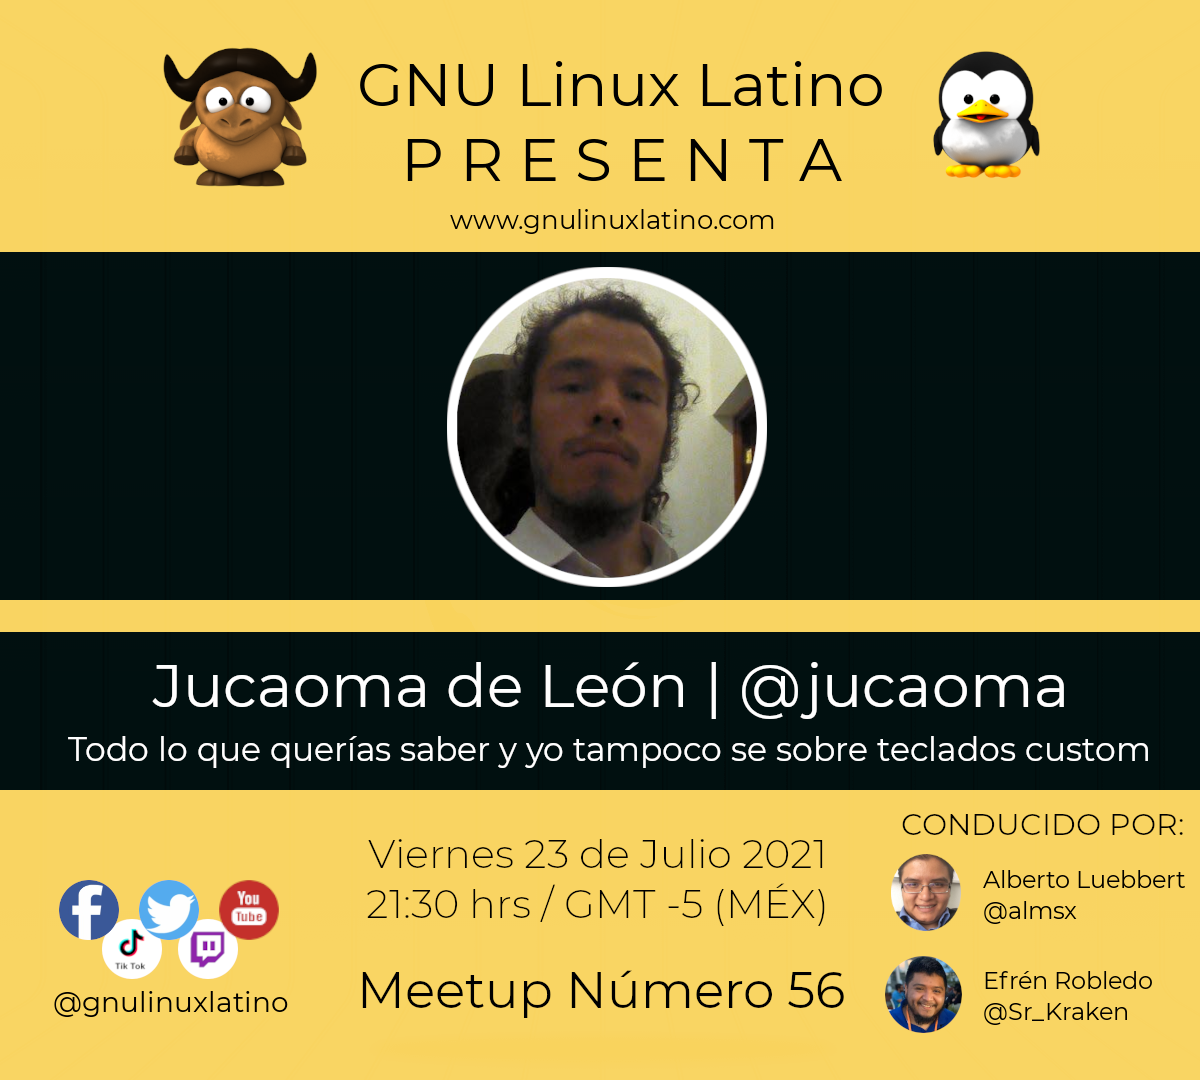 GNU Linux Latino
PRESENTA
www.gnulinuxlatino.com
Jucaoma de León | @jucaoma
Todo lo que querías saber y yo tampoco se sobre teclados custom
Viernes 23 de Julio 2021
21:30 hrs / GMT -5 (MÉX)
Meetup Número 56
f
You
Tube
Tik Tok
@gnulinuxlatino
CONDUCIDO POR:
Alberto Luebbert
@almsx
Efrén Robledo
@Sr_Kraken